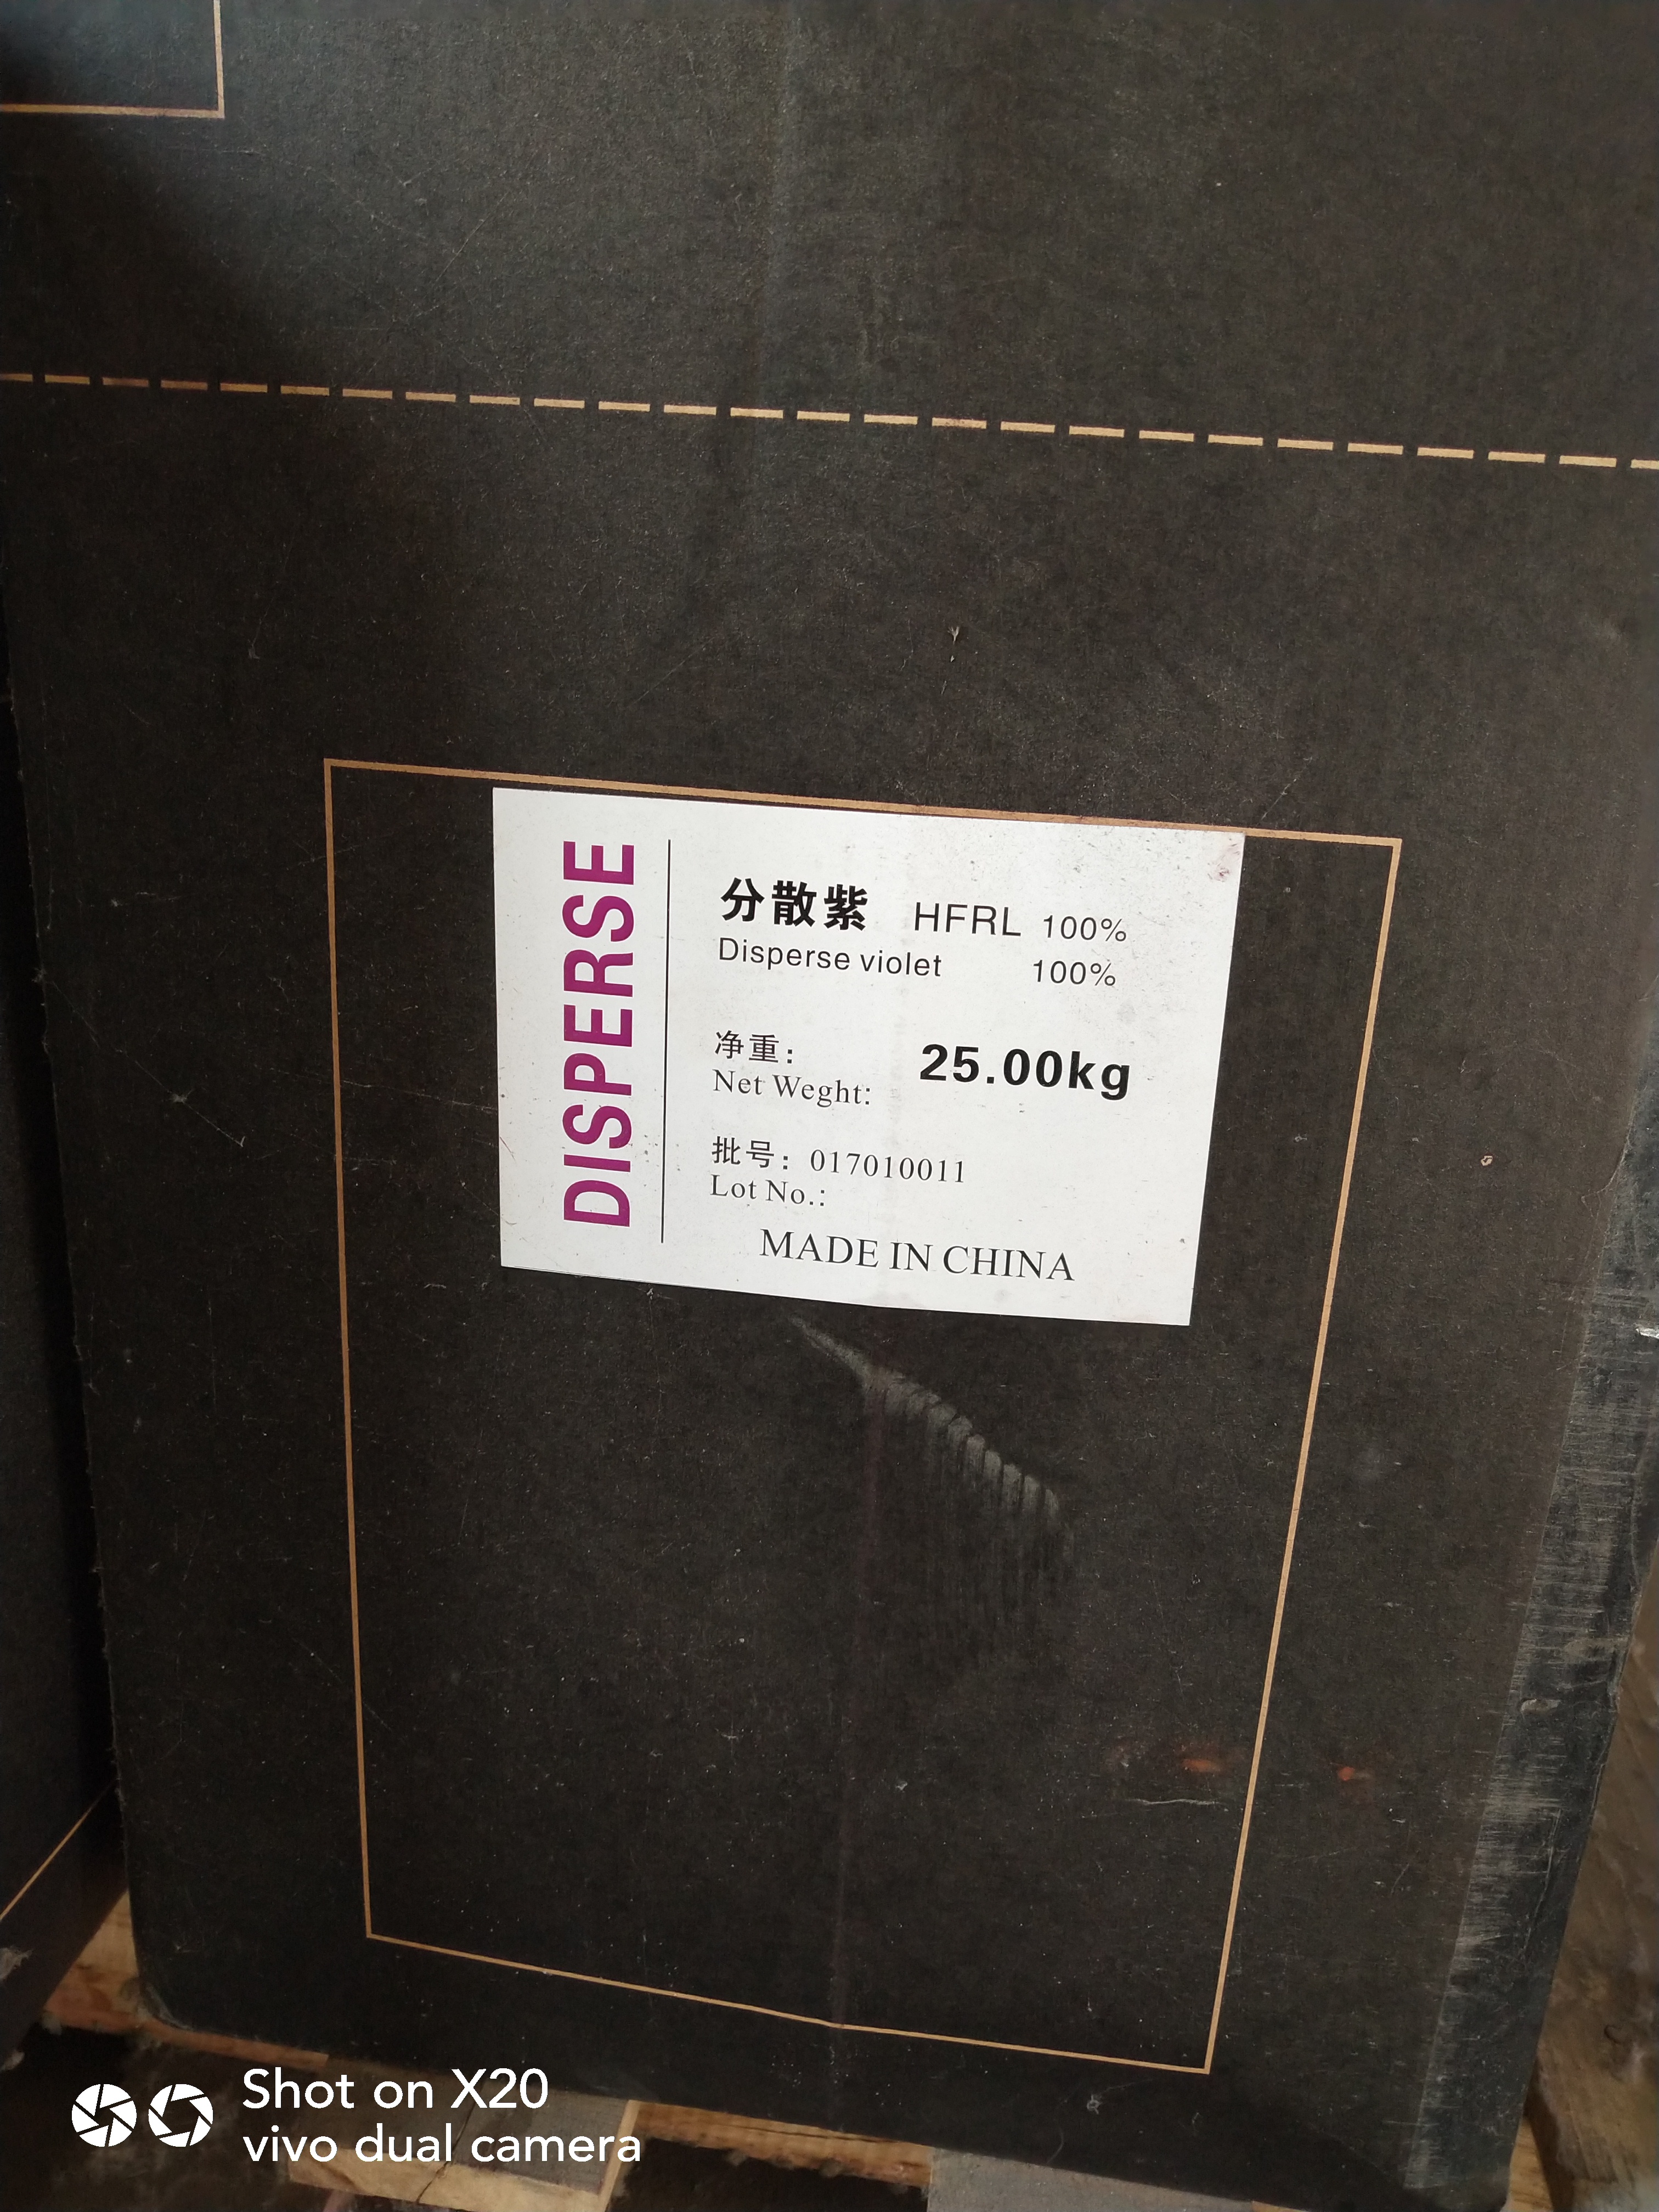 DISPERSE
分散紫 HFRL 100%
Disperse violet 100%
净重: 25.00kg
Net Weght:
批号: 017010011
Lot No.:
MADE IN CHINA
Shot on X20
vivo dual camera